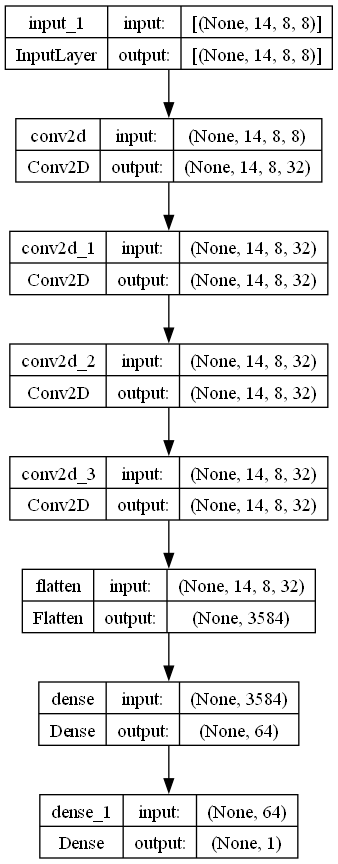 input_1 input: [(None, 14, 8, 8)]
InputLayer output: [(None, 14, 8, 8)]
conv2d input: (None, 14, 8, 8)
Conv2D output: (None, 14, 8, 32)
conv2d_1 input: (None, 14, 8, 32)
Conv2D output: (None, 14, 8, 32)
conv2d_2 input: (None, 14, 8, 32)
Conv2D output: (None, 14, 8, 32)
conv2d_3 input: (None, 14, 8, 32)
Conv2D output: (None, 14, 8, 32)
flatten input: (None, 14, 8, 32)
Flatten output: (None, 3584)
dense input: (None, 3584)
Dense output: (None, 64)
dense_1 input: (None, 64)
Dense output: (None, 1)